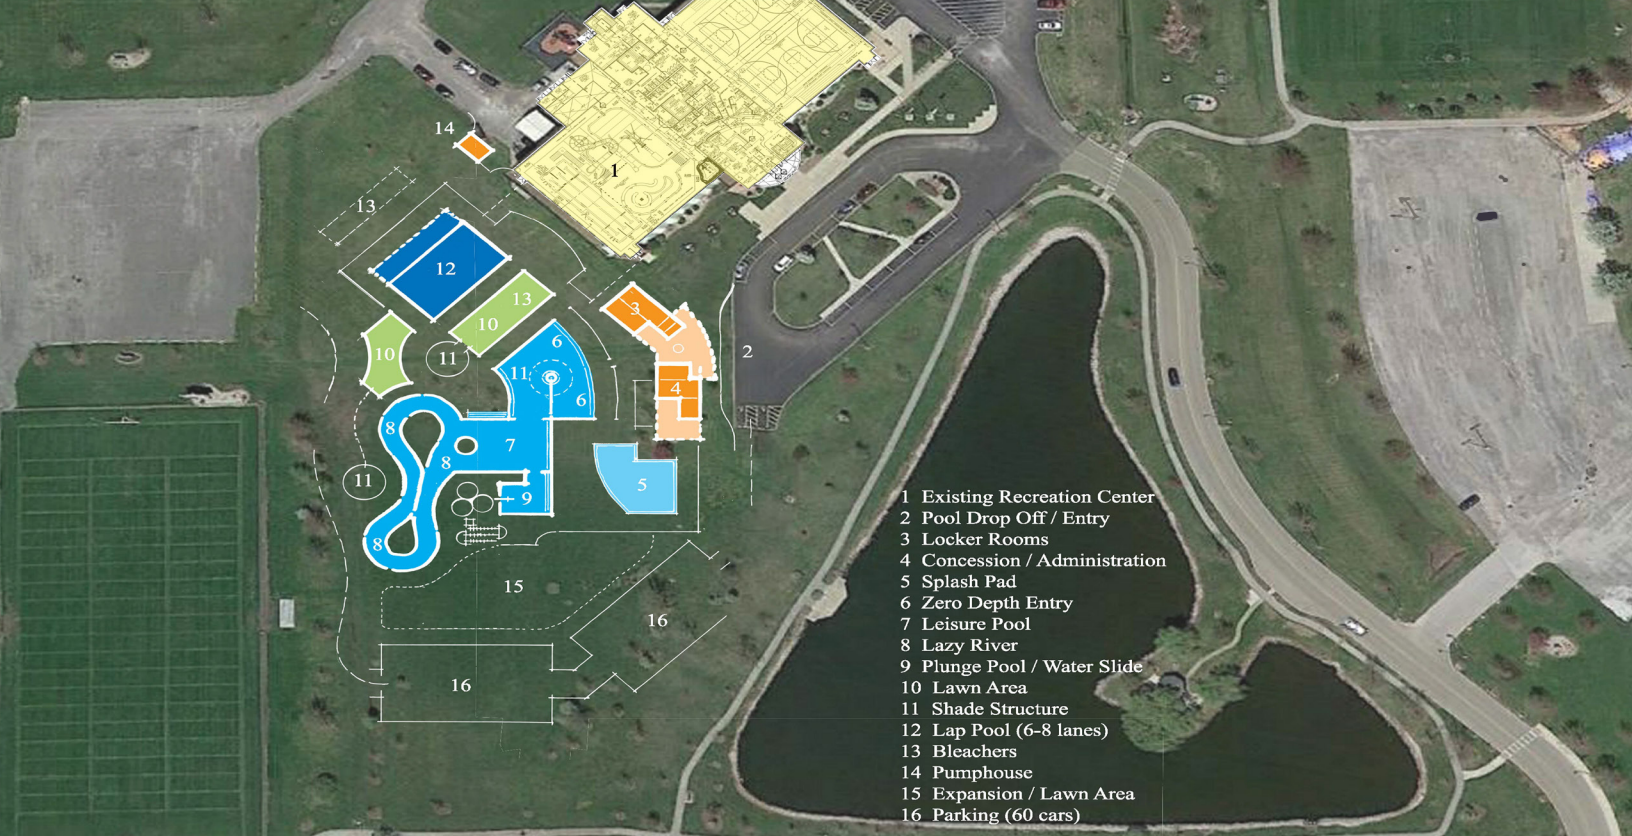 14
1
13
12
13
3
10
6
2
10
11
11
4
6
8
7
8
11
5
9
8
15
16
16
1 Existing Recreation Center
2 Pool Drop Off / Entry
3 Locker Rooms
4 Concession / Administration
5 Splash Pad
6 Zero Depth Entry
7 Leisure Pool
8 Lazy River
9 Plunge Pool / Water Slide
10 Lawn Area
11 Shade Structure
12 Lap Pool (6-8 lanes)
13 Bleachers
14 Pumphouse
15 Expansion / Lawn Area
16 Parking (60 cars)